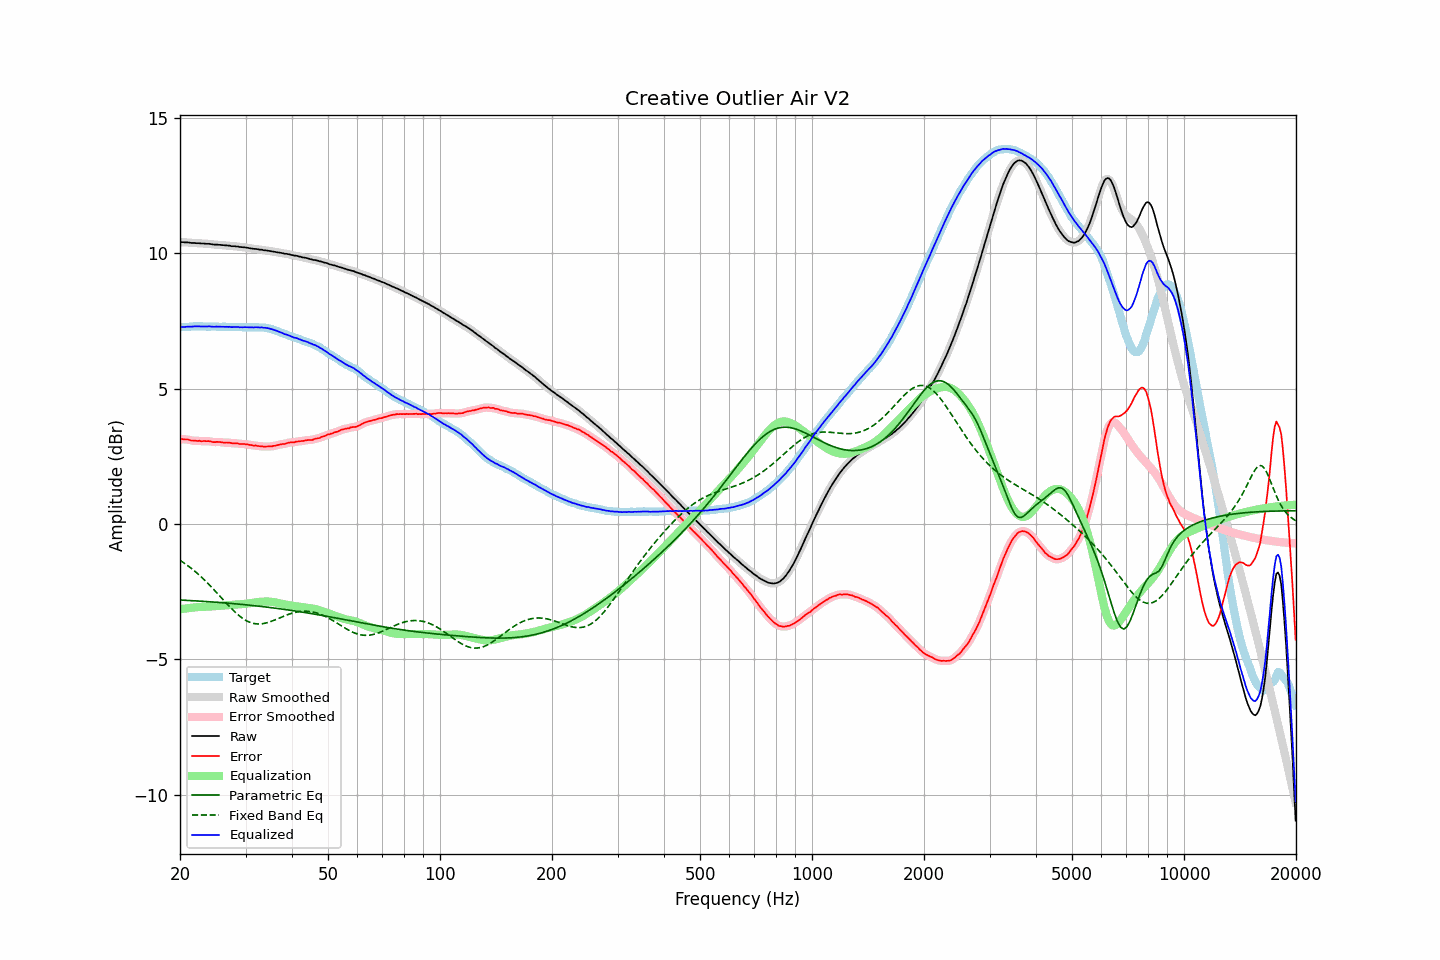 Creative Outlier Air V2
Amplitude (dBr)
15
10
5
0
−5
−10
Target
Raw Smoothed
Error Smoothed
Raw
Error
Equalization
Parametric Eq
Fixed Band Eq
Equalized
20 50 100 200 500 1000 2000 5000 10000 20000
Frequency (Hz)